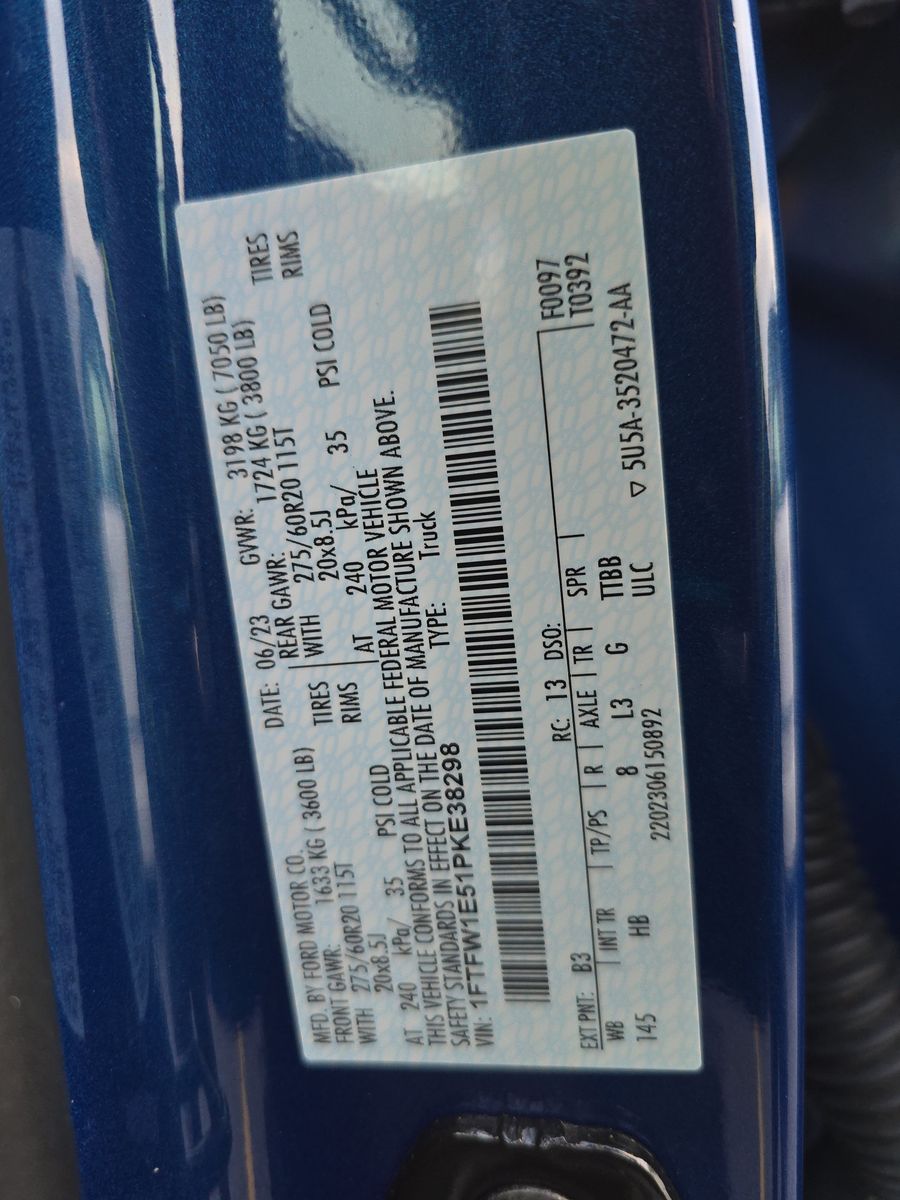 MFD. BY FORD MOTOR CO. DATE: 06/23 GVWR: 3198 KG ( 7050 LB)
FRONT GAWR: 1633 KG ( 3600 LB) REAR GAWR: 1724 KG ( 3800 LB)
WITH 275/60R20 115T TIRES WITH 275/60R20 115T TIRES
20x8.5J RIMS 20x8.5J RIMS
AT 240 kPa/ 35 PSI COLD AT 240 kPa/ 35 PSI COLD
THIS VEHICLE CONFORMS TO ALL APPLICABLE FEDERAL MOTOR VEHICLE
SAFETY STANDARDS IN EFFECT ON THE DATE OF MANUFACTURE SHOWN ABOVE.
VIN: 1FTFW1E51PKE38298 TYPE: Truck
EXT PNT: B3 RC: 13 DSO: F0097
WB INT TR TP/PS R AXLE TR SPR T0392
145 HB 8 L3 G TTBB
2202306150892 ULC ▽ 5U5A-3520472-AA